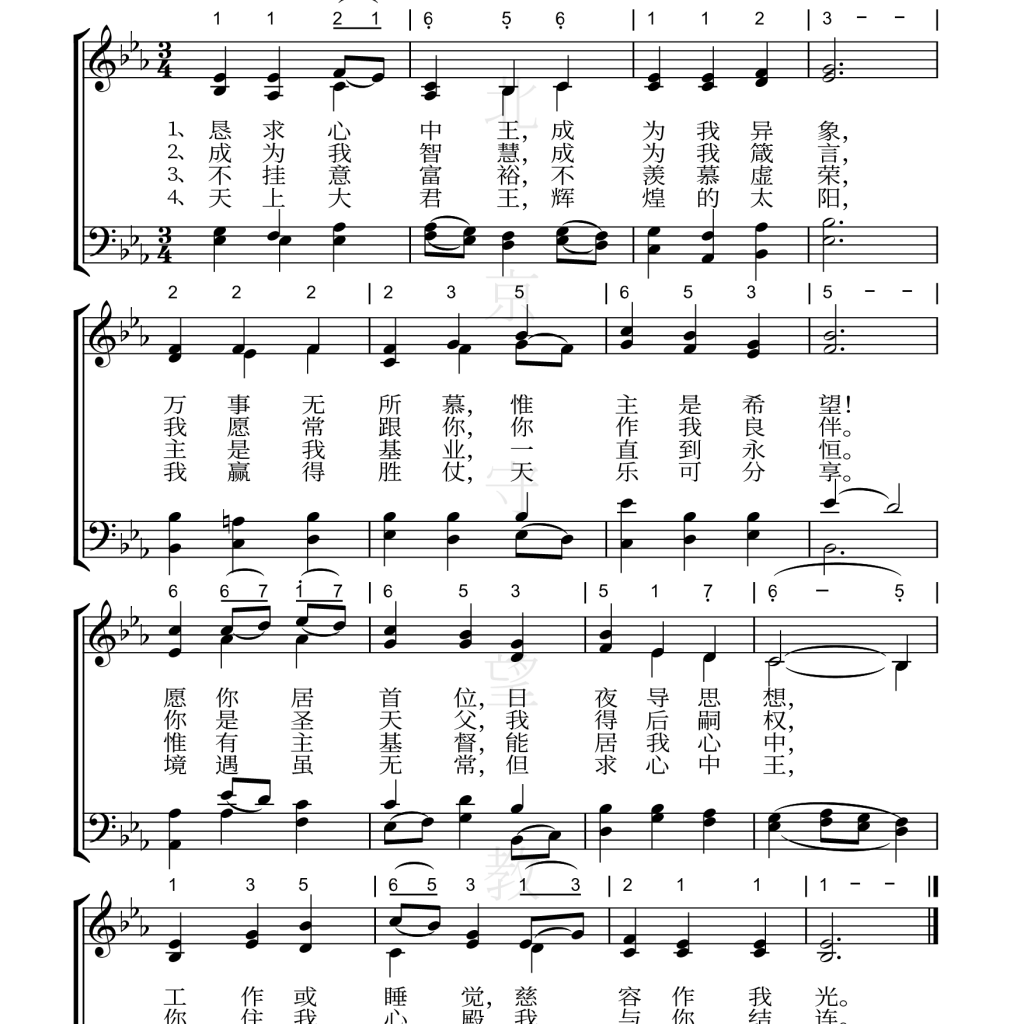 1 1 2 1 | 6 5 6 | 1 1 2 | 3 - - |
1、恳 求 心 中 王，成 为 我 异 象，
2、成 为 我 智 慧，成 为 我 箴 言，
3、不 挂 意 富 裕，不 羡 慕 虚 荣，
4、天 上 大 君 王，辉 煌 的 太 阳，
2 2 2 | 2 3 5 | 6 5 3 | 5 - - |
万 事 无 所 慕，惟 主 是 希 望！
我 愿 常 跟 你，你 作 我 良 伴。
主 是 我 基 业，一 直 到 永 恒。
我 赢 得 胜 仗，天 乐 可 分 享。
6 6 7 1 7 | 6 5 3 | 5 1 7 | 6 - 5 |
愿 你 居 首 位，日 夜 导 思 想，
你 是 圣 天 父，我 得 后 嗣 权，
惟 有 主 基 督，能 居 我 心 中，
境 遇 虽 无 常，但 求 心 中 王，
1 3 5 | 6 5 3 1 3 | 2 1 1 | 1 - - ‖
工 作 或 睡 觉，慈 容 作 我 光。
你 住 我 心 殿 我 与 你 结 连。
北京守望教